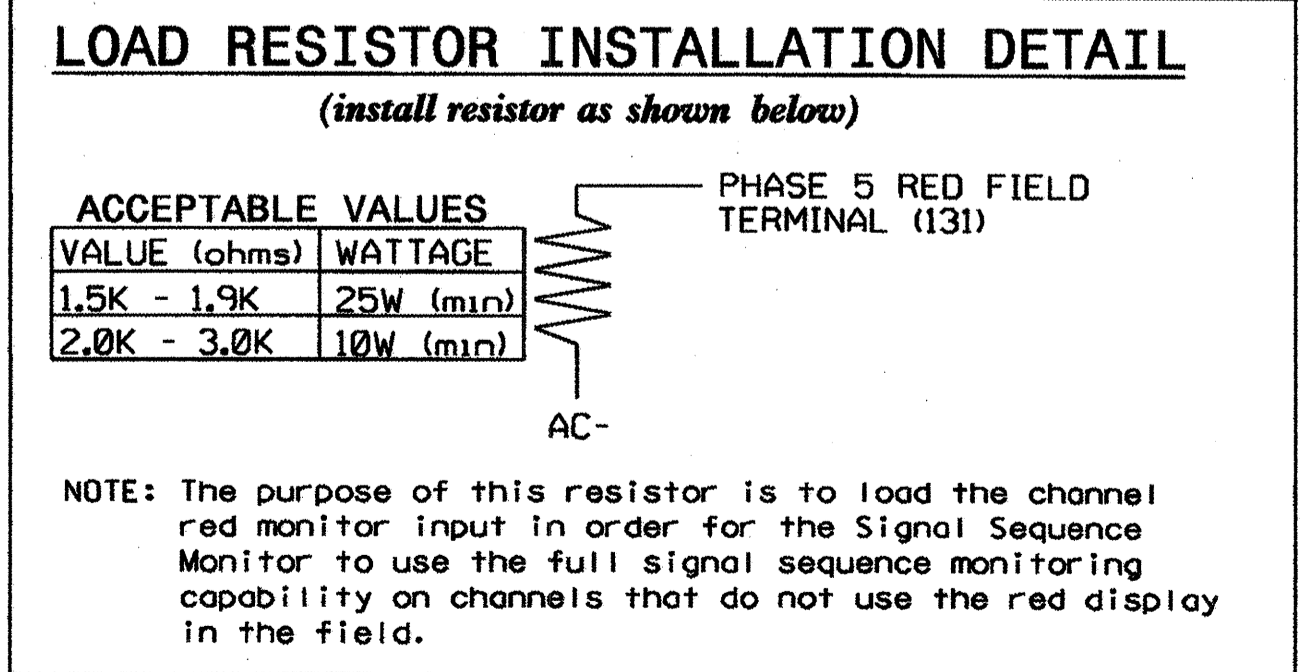 LOAD RESISTOR INSTALLATION DETAIL
(install resistor as shown below)
PHASE 5 RED FIELD
TERMINAL (131)
ACCEPTABLE VALUES
VALUE (ohms) WATTAGE
1.5K - 1.9K 25W (min)
2.0K - 3.0K 10W (min)
AC-
NOTE: The purpose of this resistor is to load the channel
red monitor input in order for the Signal Sequence
Monitor to use the full signal sequence monitoring
capability on channels that do not use the red display
in the field.